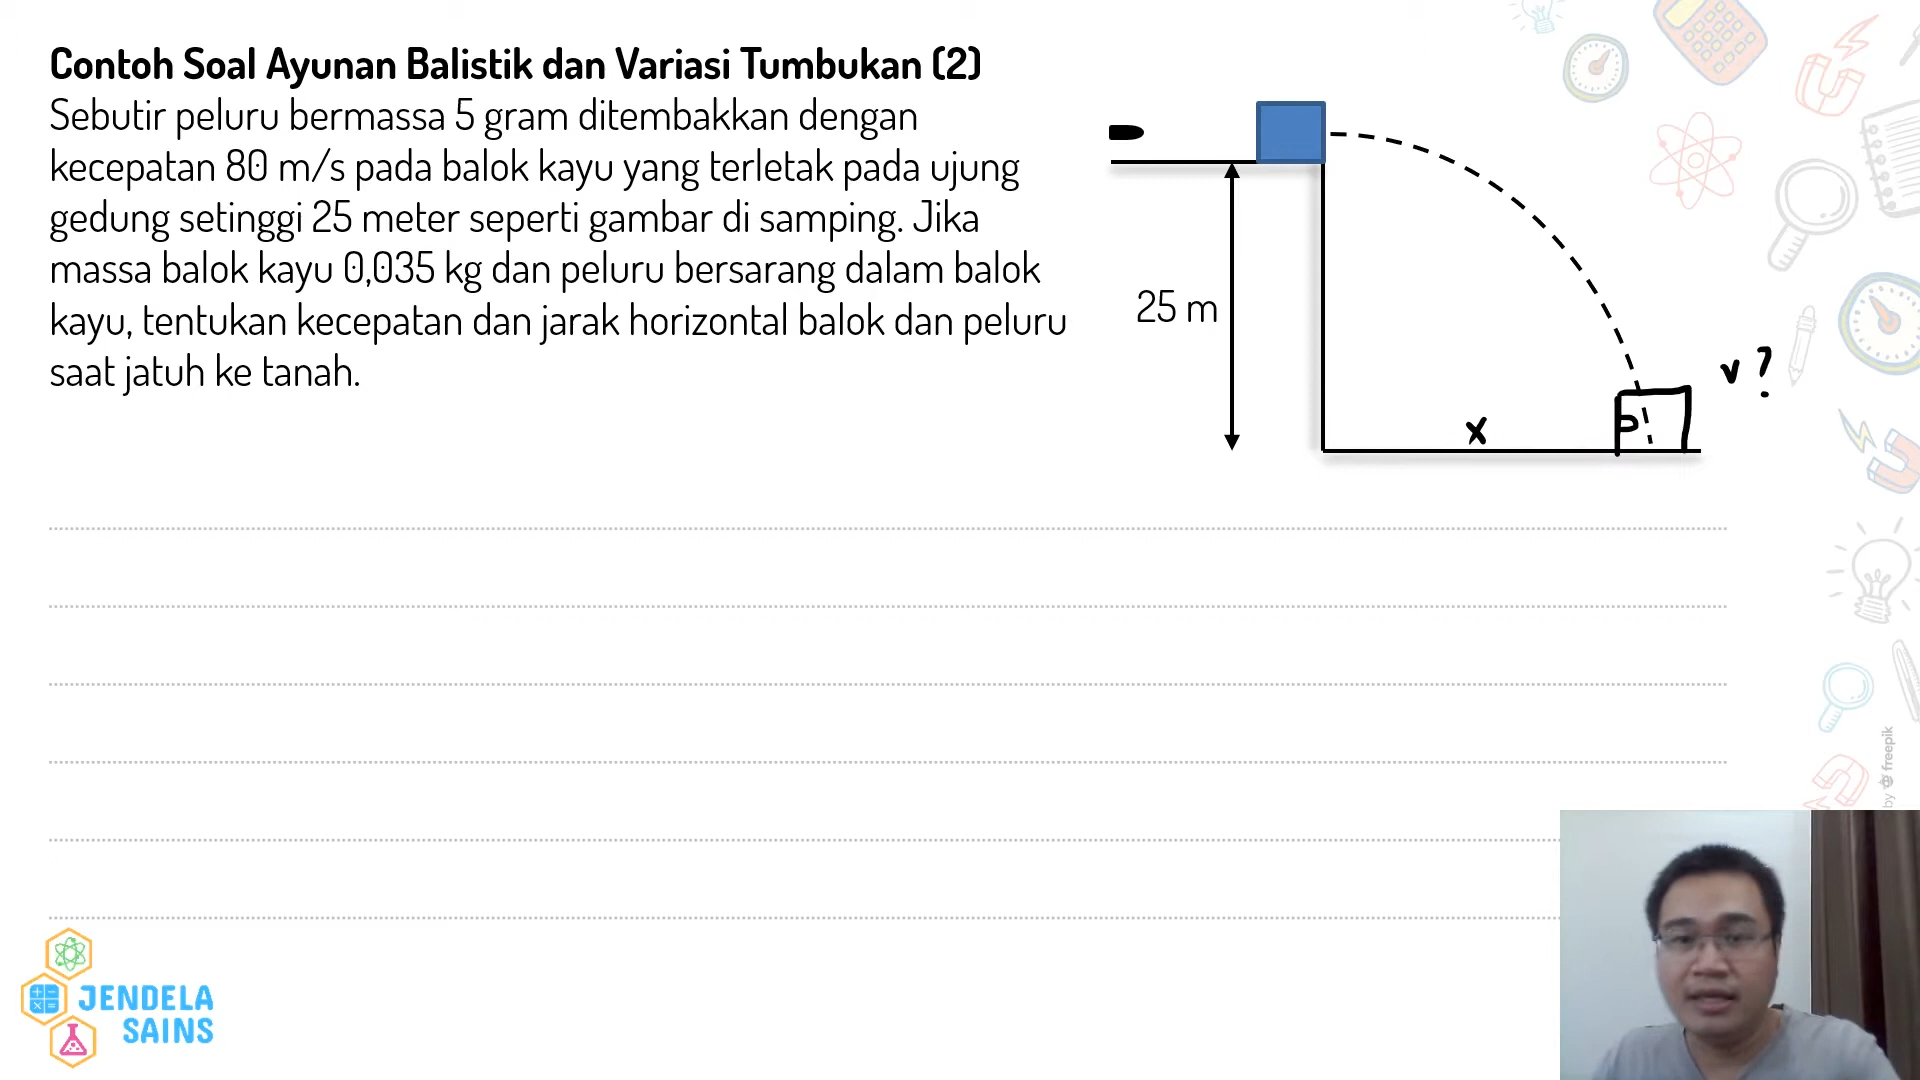 Contoh Soal Ayunan Balistik dan Variasi Tumbukan (2)
Sebutir peluru bermassa 5 gram ditembakkan dengan
kecepatan 80 m/s pada balok kayu yang terletak pada ujung
gedung setinggi 25 meter seperti gambar di samping. Jika
massa balok kayu 0,035 kg dan peluru bersarang dalam balok
kayu, tentukan kecepatan dan jarak horizontal balok dan peluru
saat jatuh ke tanah.
25 m
v ?
x
by freepik
JENDELA
SAINS